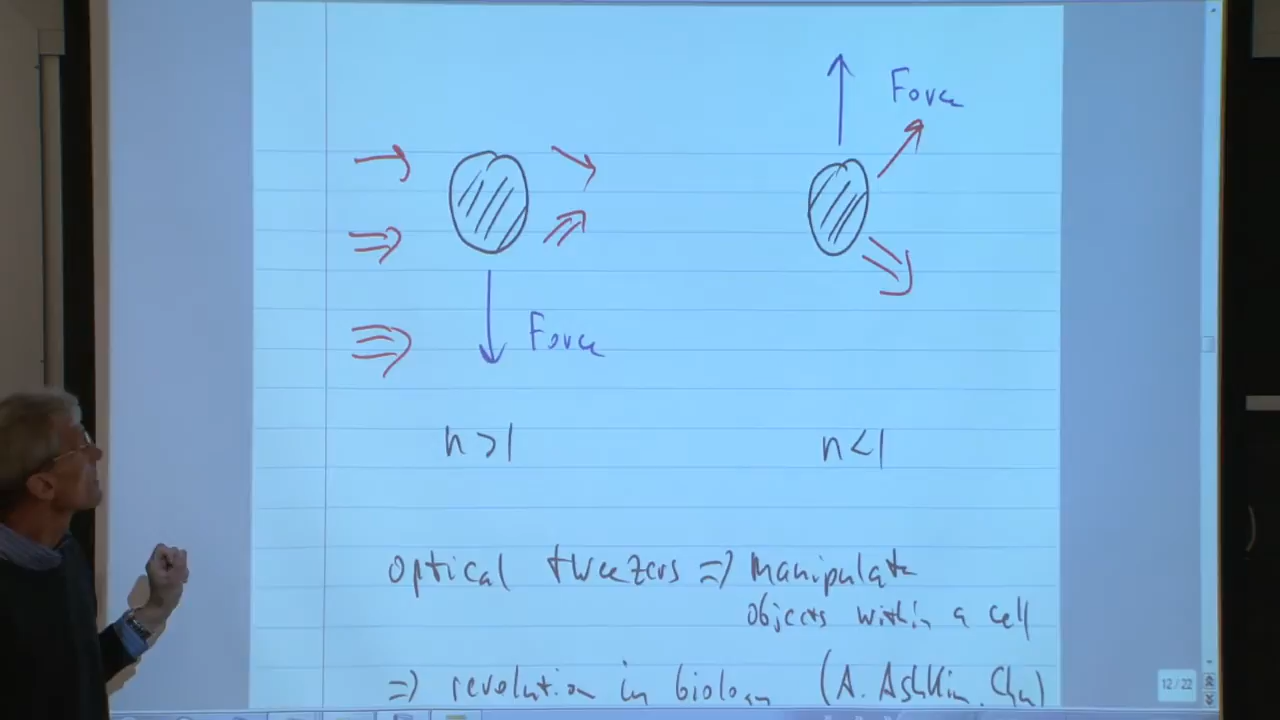 Force
Force
n>1
n<1
optical tweezers => manipulate
objects within a cell
=> revolution in biology (A. Ashkin, Chu)
12 / 22